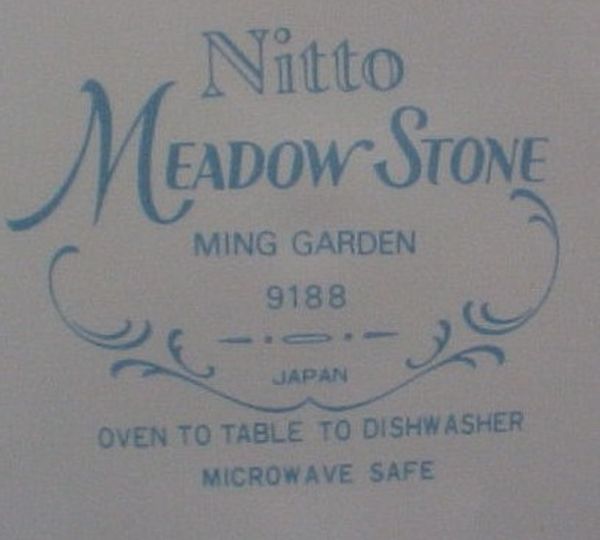 Nitto
MEADOW STONE
MING GARDEN
9188
JAPAN
OVEN TO TABLE TO DISHWASHER
MICROWAVE SAFE